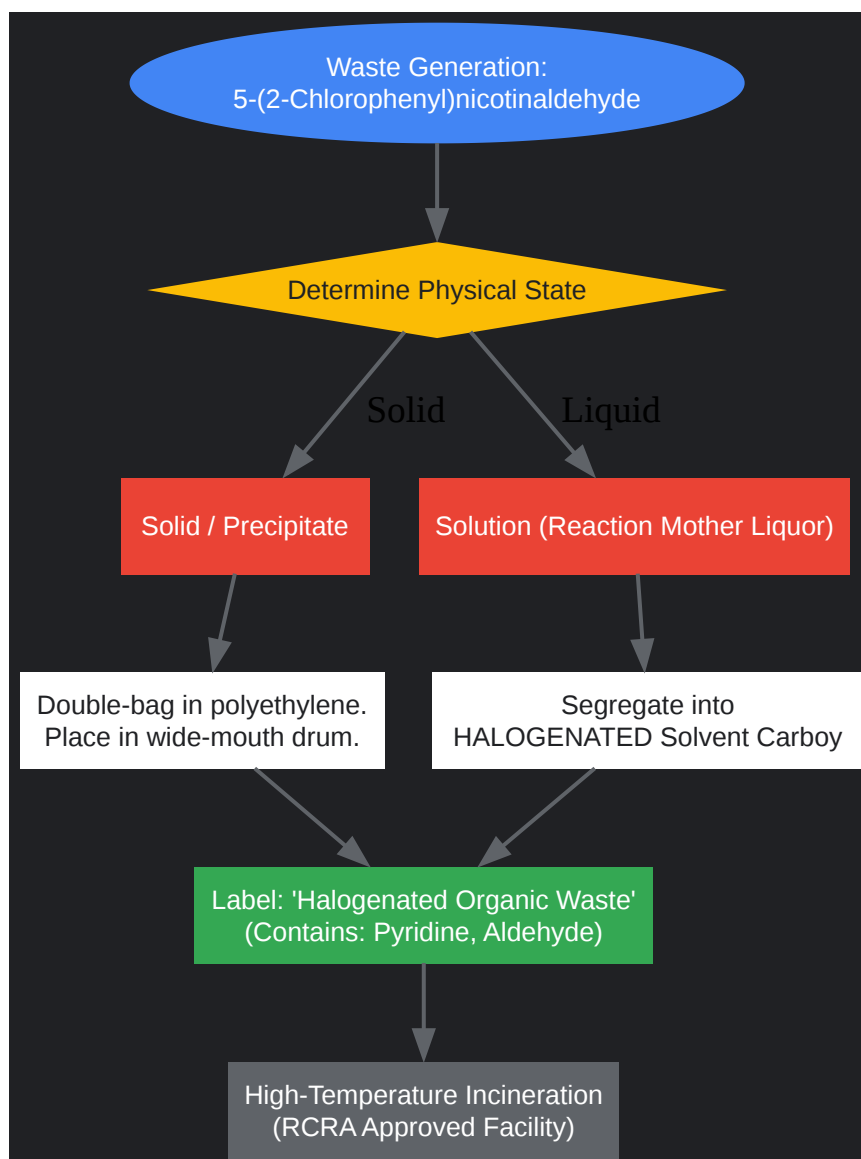 Waste Generation:
5-(2-Chlorophenyl)nicotinaldehyde
Determine Physical State
Solid
Liquid
Solid / Precipitate
Solution (Reaction Mother Liquor)
Double-bag in polyethylene.
Place in wide-mouth drum.
Segregate into
HALOGENATED Solvent Carboy
Label: 'Halogenated Organic Waste'
(Contains: Pyridine, Aldehyde)
High-Temperature Incineration
(RCRA Approved Facility)